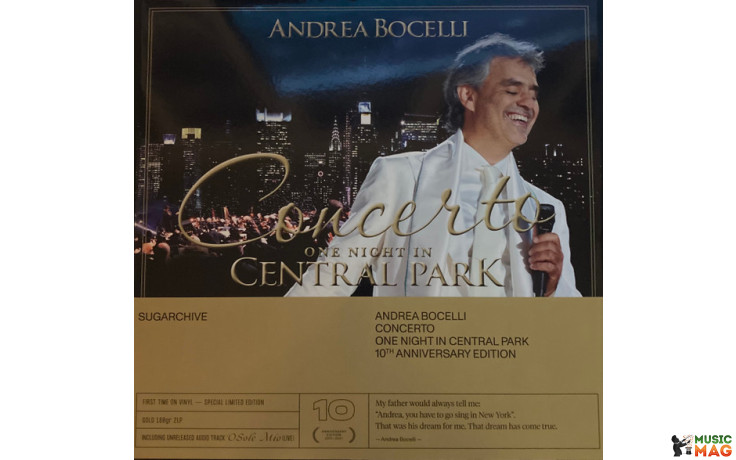 ANDREA BOCELLI
Concerto
ONE NIGHT IN
CENTRAL PARK
SUGARCHIVE
ANDREA BOCELLI
CONCERTO
ONE NIGHT IN CENTRAL PARK
10TH ANNIVERSARY EDITION
FIRST TIME ON VINYL — SPECIAL LIMITED EDITION
GOLD 180gr 2LP
INCLUDING UNRELEASED AUDIO TRACK O Sole Mio (LIVE)
10
ANNIVERSARY
EDITION
My father would always tell me:
"Andrea, you have to go sing in New York".
That was his dream for me. That dream has come true.
— Andrea Bocelli —
MUSIC
MAG